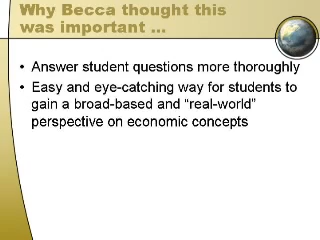 Why Becca thought this
was important ...
• Answer student questions more thoroughly
• Easy and eye-catching way for students to
gain a broad-based and “real-world”
perspective on economic concepts